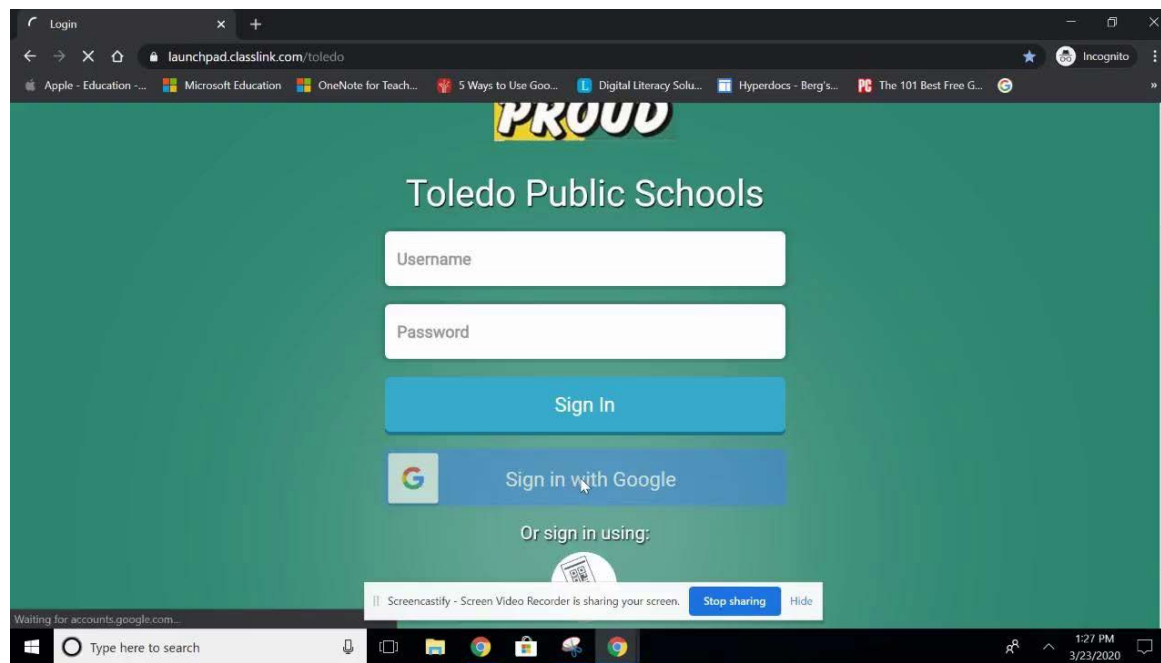 Login
launchpad.classlink.com/toledo
Incognito
Apple - Education -... Microsoft Education OneNote for Teach... 5 Ways to Use Goo... Digital Literacy Solu... Hyperdocs - Berg's... The 101 Best Free G...
PROUD
Toledo Public Schools
Username
Password
Sign In
Sign in with Google
Or sign in using:
Screencastify - Screen Video Recorder is sharing your screen. Stop sharing Hide
Waiting for accounts.google.com...
Type here to search
1:27 PM
3/23/2020